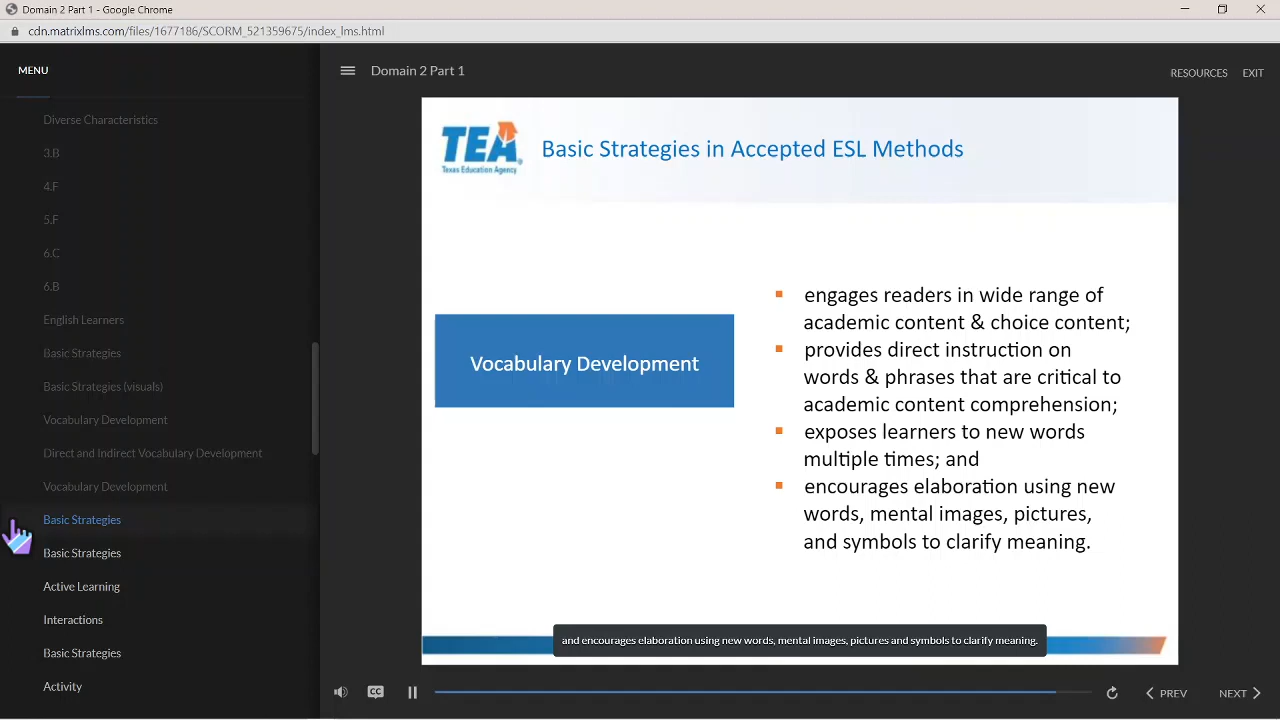 Domain 2 Part 1 - Google Chrome
cdn.matrixlms.com/files/1677186/SCORM_521359675/index_lms.html
MENU
Domain 2 Part 1
RESOURCES
EXIT
Diverse Characteristics
3.B
4.F
5.F
6.C
6.B
English Learners
Basic Strategies
Basic Strategies (visuals)
Vocabulary Development
Direct and Indirect Vocabulary Development
Vocabulary Development
Basic Strategies
Basic Strategies
Active Learning
Interactions
Basic Strategies
Activity
TEA
Texas Education Agency
Basic Strategies in Accepted ESL Methods
Vocabulary Development
engages readers in wide range of
academic content & choice content;
provides direct instruction on
words & phrases that are critical to
academic content comprehension;
exposes learners to new words
multiple times; and
encourages elaboration using new
words, mental images, pictures,
and symbols to clarify meaning.
and encourages elaboration using new words, mental images, pictures and symbols to clarify meaning.
CC
PREV
NEXT